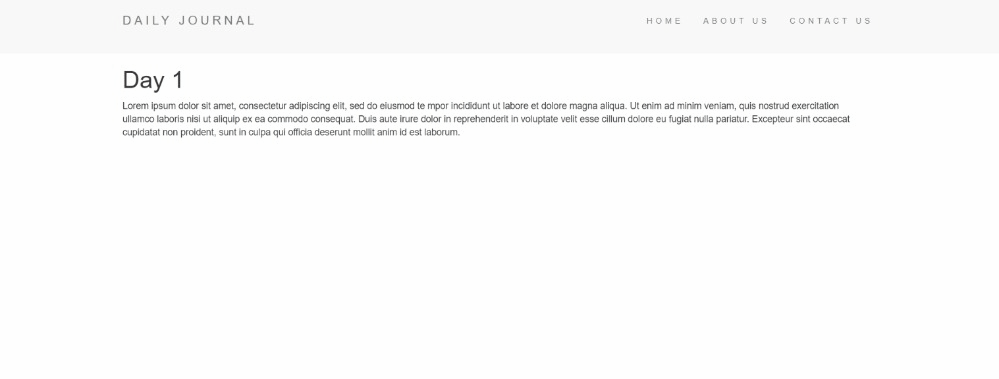 DAILY JOURNAL
HOME ABOUT US CONTACT US
Day 1
Lorem ipsum dolor sit amet, consectetur adipiscing elit, sed do eiusmod te mpor incididunt ut labore et dolore magna aliqua. Ut enim ad minim veniam, quis nostrud exercitation
ullamco laboris nisi ut aliquip ex ea commodo consequat. Duis aute irure dolor in reprehenderit in voluptate velit esse cillum dolore eu fugiat nulla pariatur. Excepteur sint occaecat
cupidatat non proident, sunt in culpa qui officia deserunt mollit anim id est laborum.